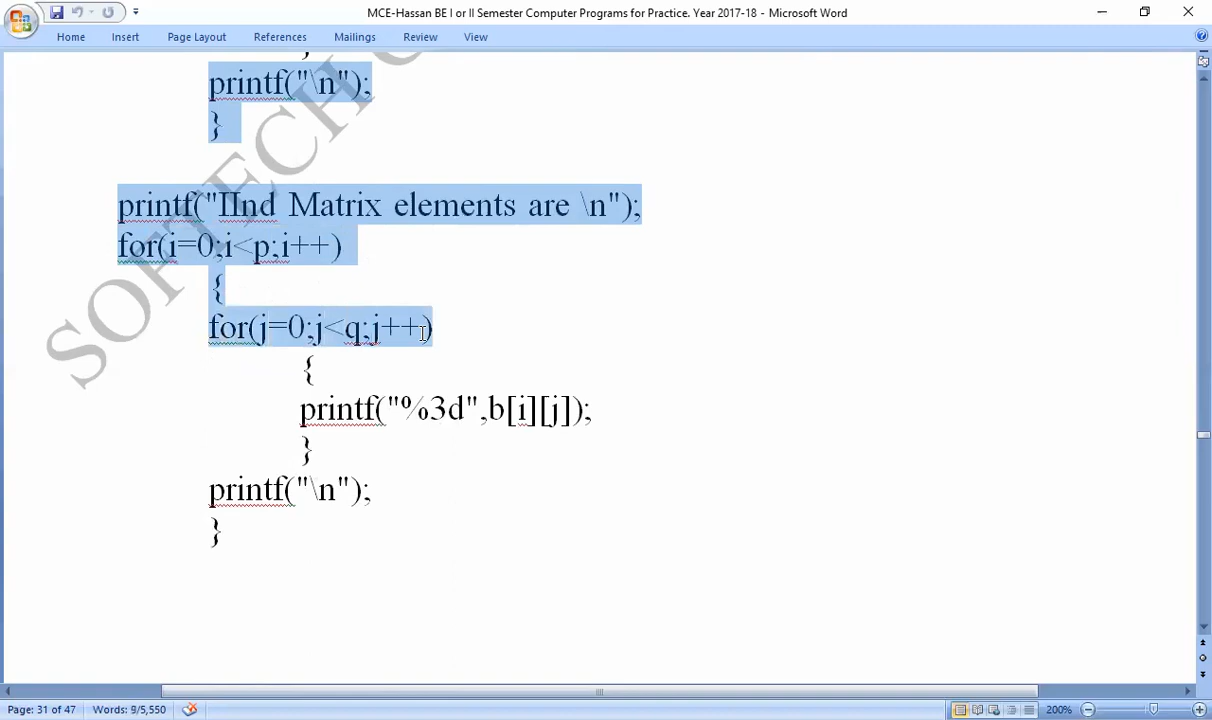 MCE-Hassan BE I or II Semester Computer Programs for Practice. Year 2017-18 - Microsoft Word
Home Insert Page Layout References Mailings Review View
printf("\n");
}
printf("IInd Matrix elements are \n");
for(i=0;i<p;i++)
{
for(j=0;j<q;j++)
{
printf("%3d",b[i][j]);
}
printf("\n");
}
SOFTECH
Page: 31 of 47 Words: 9/5,550 200%